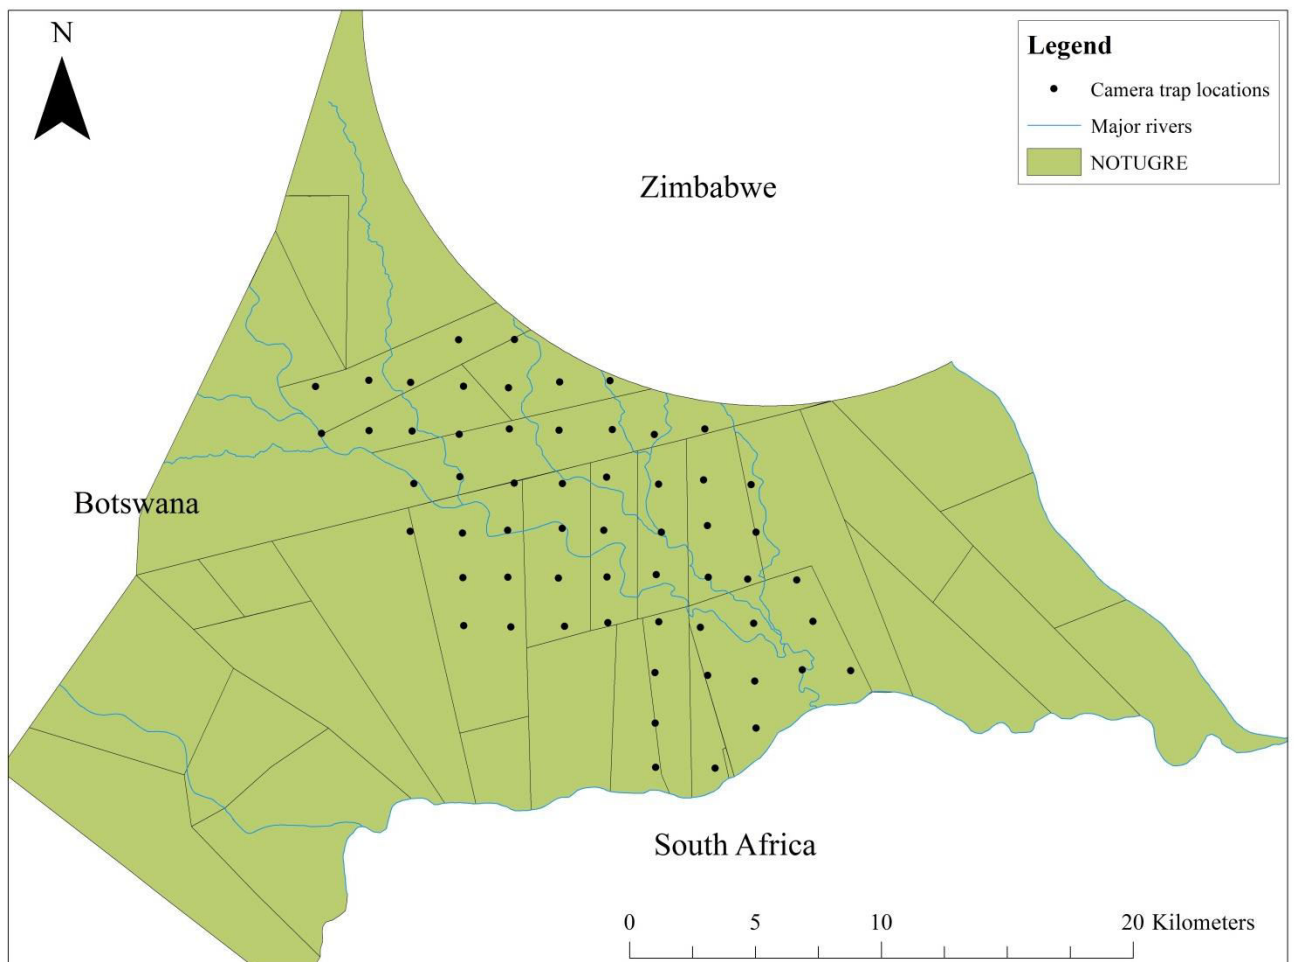 N
Legend
Camera trap locations
Major rivers
NOTUGRE
Zimbabwe
Botswana
South Africa
0 5 10 20 Kilometers